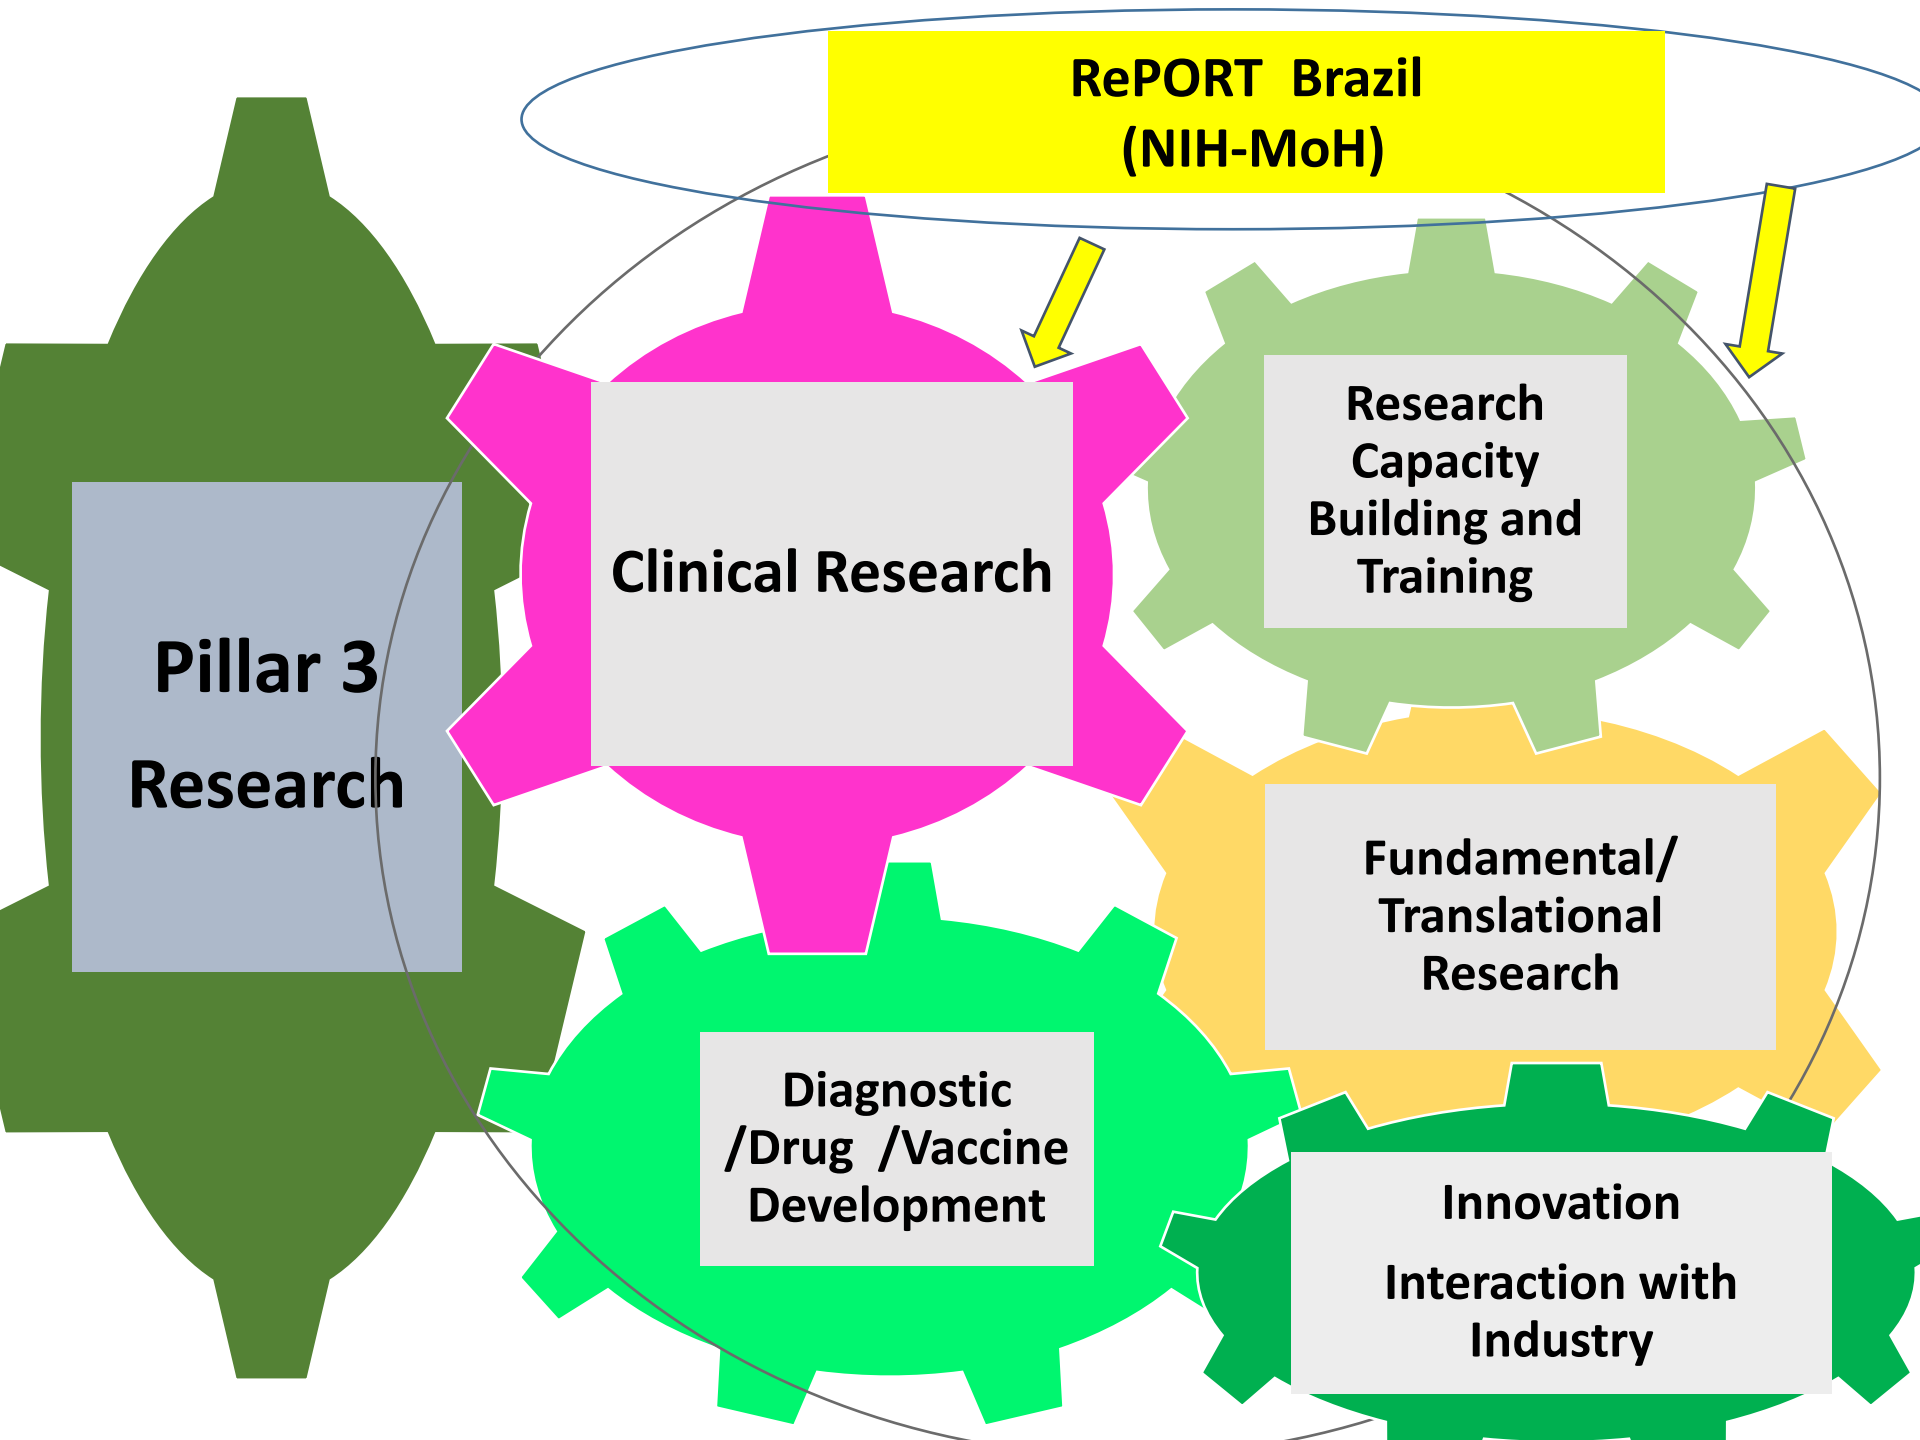 RePORT Brazil
(NIH-MoH)
Pillar 3
Research
Clinical Research
Research
Capacity
Building and
Training
Fundamental/
Translational
Research
Diagnostic
/Drug /Vaccine
Development
Innovation
Interaction with
Industry